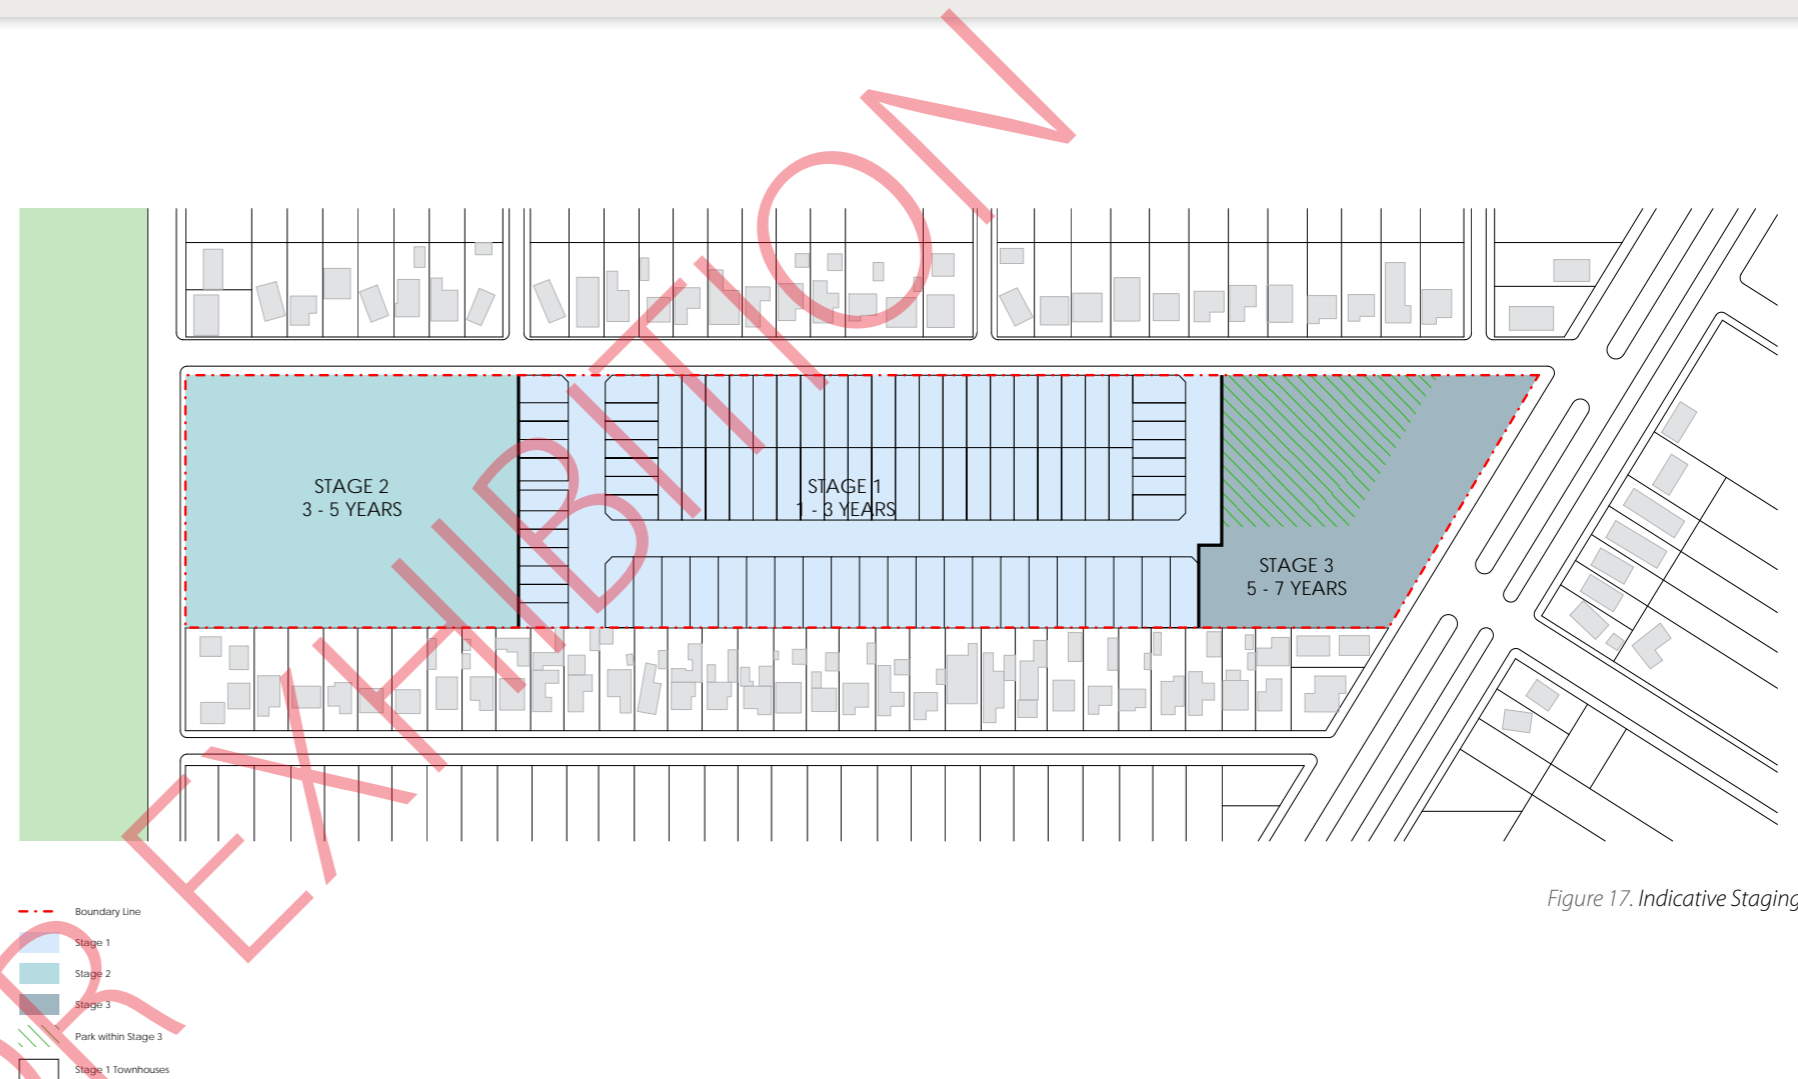 STAGE 2
3 - 5 YEARS
STAGE 1
1 - 3 YEARS
STAGE 3
5 - 7 YEARS
Figure 17. Indicative Staging
Boundary Line
Stage 1
Stage 2
Stage 3
Park within Stage 3
Stage 1 Townhouses
R EXHIBITION